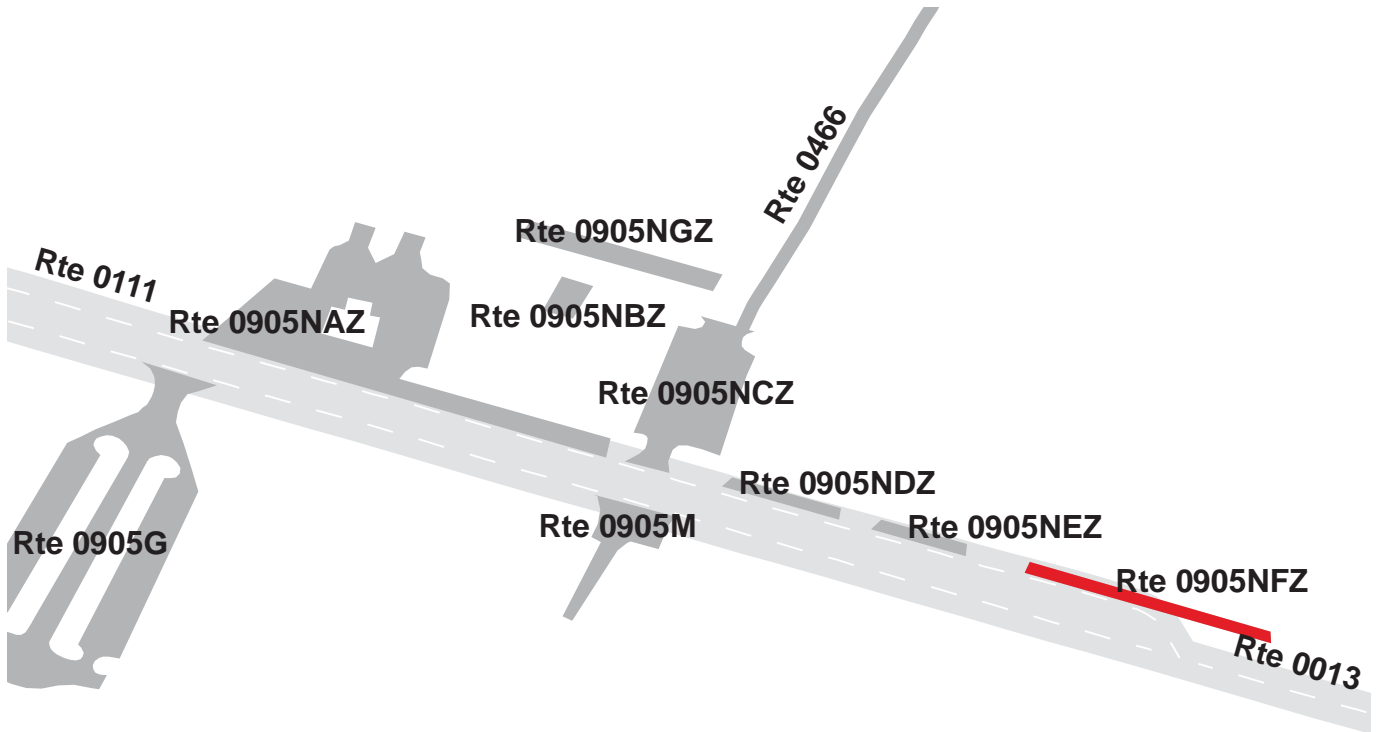 Rte 0466
Rte 0905NGZ
Rte 0111
Rte 0905NAZ
Rte 0905NBZ
Rte 0905NCZ
Rte 0905NDZ
Rte 0905M
Rte 0905NEZ
Rte 0905G
Rte 0905NFZ
Rte 0013